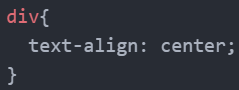 div{
  text-align: center;
}